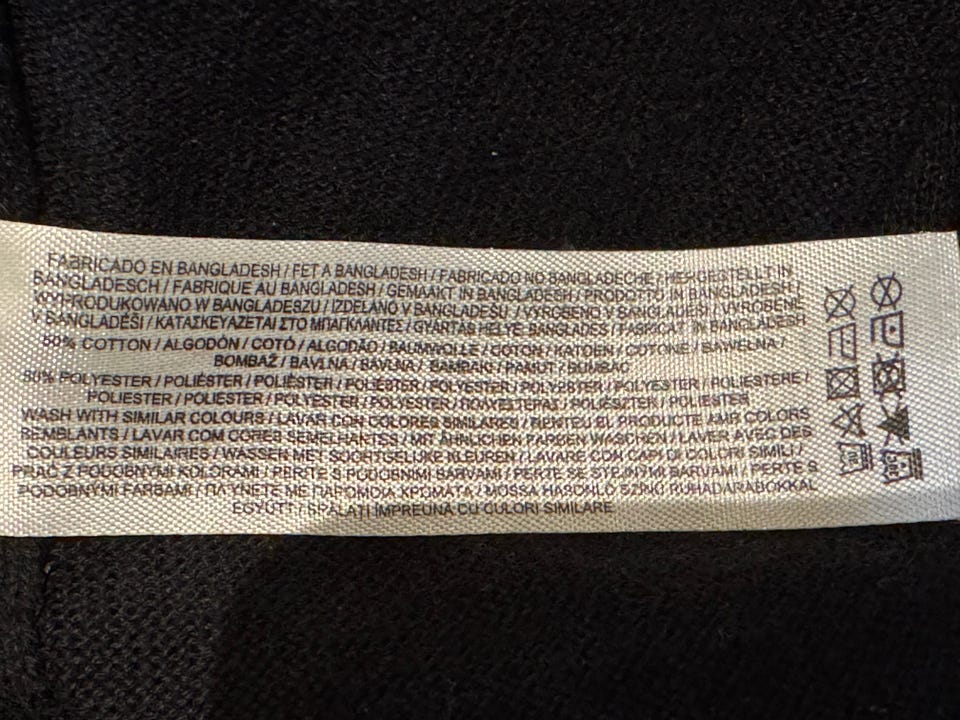 FABRICADO EN BANGLADESH / FET A BANGLADESH / FABRICADO NO BANGLADECHE / HERGESTELLT IN
BANGLADESCH / FABRIQUE AU BANGLADESH / GEMAAKT IN BANGLADESH / PRODOTTO IN BANGLADESH /
WYPRODUKOWANO W BANGLADESZU / IZDELANO V BANGLADEŠU / VYROBENO V BANGLADÉŠI / VYROBENÉ
V BANGLADÉŠI / ΚΑΤΑΣΚΕΥΑΖΕΤΑΙ ΣΤΟ ΜΠΑΓΚΛΑΝΤΕΣ / GYÁRTÁS HELYE: BANGLADES / FABRICAT ÎN BANGLADESH
COTTON / ALGODÓN / COTÓ / ALGODÃO / BAUMWOLLE / COTON / KATOEN / COTONE / BAWEŁNA /
BOMBAŽ / BAVLNA / BAVLNA / ΒΑΜΒΑΚΙ / PAMUT / BUMBAC
POLYESTER / POLIÉSTER / POLIÈSTER / POLIÉSTER / POLYESTER / POLYESTER / POLYESTER / POLIESTERE /
POLIESTER / POLIESTER / POLYESTER / POLYESTER / ΠΟΛΥΕΣΤΕΡΑΣ / POLIÉSZTER / POLIESTER
WASH WITH SIMILAR COLOURS / LAVAR CON COLORES SIMILARES / RENTEU EL PRODUCTE AMB COLORS
SEMBLANTS / LAVAR COM CORES SEMELHANTES / MIT ÄHNLICHEN FARBEN WASCHEN / LAVER AVEC DES
COULEURS SIMILAIRES / WASSEN MET SOORTGELIJKE KLEUREN / LAVARE CON CAPI DI COLORI SIMILI /
PRAĆ Z PODOBNYMI KOLORAMI / PERITE S PODOBNIMI BARVAMI / PERTE SE STEJNÝMI BARVAMI / PERTE S
PODOBNÝMI FARBAMI / ΠΛΥΝΕΤΕ ΜΕ ΠΑΡΟΜΟΙΑ ΧΡΩΜΑΤΑ / MOSSA HASONLÓ SZÍNŰ RUHADARABOKKAL
EGYÜTT / SPĂLAȚI ÎMPREUNĂ CU CULORI SIMILARE